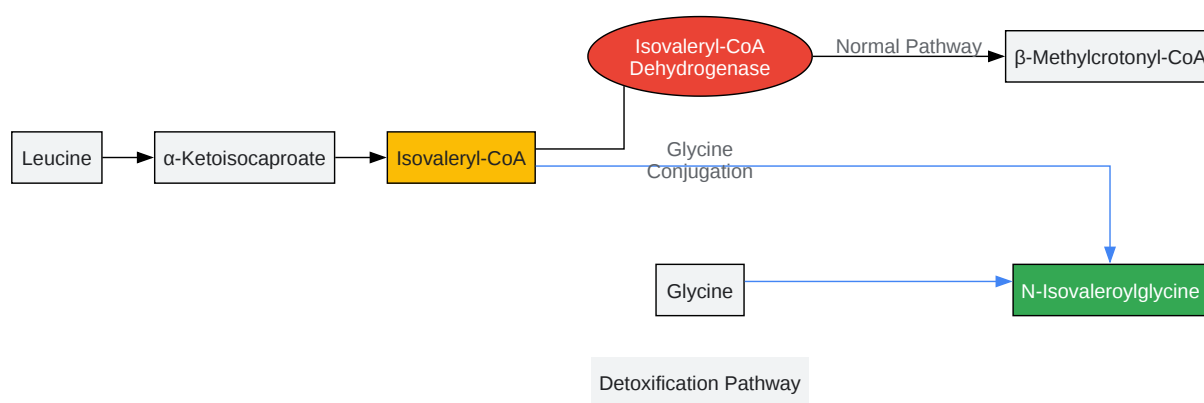 Isovaleryl-CoA
Dehydrogenase
Normal Pathway
β-Methylcrotonyl-CoA
Leucine
α-Ketoisocaproate
Isovaleryl-CoA
Glycine
Conjugation
Glycine
N-Isovaleroylglycine
Detoxification Pathway